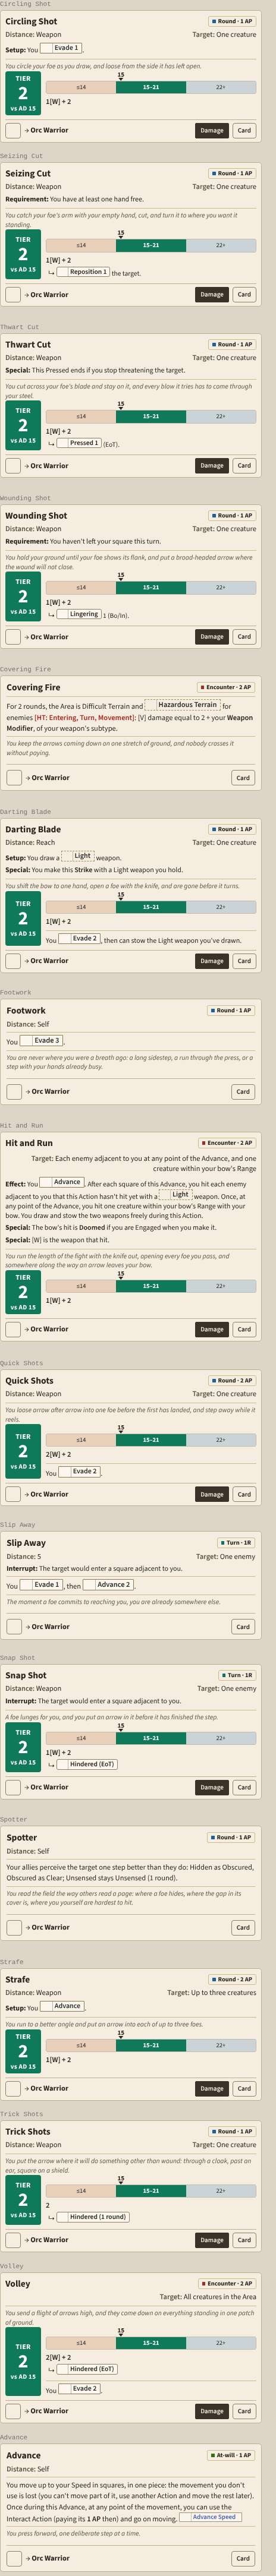 Circling Shot
Circling Shot
Round · 1 AP
Distance: Weapon
Target: One creature
Setup: You Evade 1.
You circle your foe as you draw, and loose from the side it has left open.
TIER
2
vs AD 15
15
≤14
15–21
22+
1[W] + 2
→ Orc Warrior
Damage
Card
Seizing Cut
Seizing Cut
Round · 1 AP
Distance: Weapon
Target: One creature
Requirement: You have at least one hand free.
You catch your foe's arm with your empty hand, cut, and turn it to where you want it
standing.
TIER
2
vs AD 15
15
≤14
15–21
22+
1[W] + 2
↳ Reposition 1 the target.
→ Orc Warrior
Damage
Card
Thwart Cut
Thwart Cut
Round · 1 AP
Distance: Weapon
Target: One creature
Special: This Pressed ends if you stop threatening the target.
You cut across your foe's blade and stay on it, and every blow it tries has to come through
your steel.
TIER
2
vs AD 15
15
≤14
15–21
22+
1[W] + 2
↳ Pressed 1 (EoT).
→ Orc Warrior
Damage
Card
Wounding Shot
Wounding Shot
Round · 1 AP
Distance: Weapon
Target: One creature
Requirement: You haven't left your square this turn.
You hold your ground until your foe shows its flank, and put a broad-headed arrow where
the wound will not close.
TIER
2
vs AD 15
15
≤14
15–21
22+
1[W] + 2
↳ Lingering 1 (Bo/In).
→ Orc Warrior
Damage
Card
Covering Fire
Covering Fire
Encounter · 2 AP
For 2 rounds, the Area is Difficult Terrain and Hazardous Terrain for
enemies [HT: Entering, Turn, Movement]: [V] damage equal to 2 + your Weapon
Modifier, of your weapon's subtype.
You keep the arrows coming down on one stretch of ground, and nobody crosses it
without paying.
→ Orc Warrior
Card
Darting Blade
Darting Blade
Round · 1 AP
Distance: Reach
Target: One creature
Setup: You draw a Light weapon.
Special: You make this Strike with a Light weapon you hold.
You shift the bow to one hand, open a foe with the knife, and are gone before it turns.
TIER
2
vs AD 15
15
≤14
15–21
22+
1[W] + 2
You Evade 2, then can stow the Light weapon you've drawn.
→ Orc Warrior
Damage
Card
Footwork
Footwork
Round · 1 AP
Distance: Self
You Evade 3.
You are never where you were a breath ago: a long sidestep, a run through the press, or a
step with your hands already busy.
→ Orc Warrior
Card
Hit and Run
Hit and Run
Encounter · 2 AP
Target: Each enemy adjacent to you at any point of the Advance, and one
creature within your bow's Range
Effect: You Advance. After each square of this Advance, you hit each enemy
adjacent to you that this Action hasn't hit yet with a Light weapon. Once, at
any point of the Advance, you hit one creature within your bow's Range with your
bow. You draw and stow the two weapons freely during this Action.
Special: The bow's hit is Doomed if you are Engaged when you make it.
Special: [W] is the weapon that hit.
You run the length of the fight with the knife out, opening every foe you pass, and
somewhere along the way an arrow leaves your bow.
TIER
2
vs AD 15
15
≤14
15–21
22+
1[W] + 2
→ Orc Warrior
Damage
Card
Quick Shots
Quick Shots
Round · 2 AP
Distance: Weapon
Target: One creature
You loose arrow after arrow into one foe before the first has landed, and step away while it
reels.
TIER
2
vs AD 15
15
≤14
15–21
22+
2[W] + 2
You Evade 2.
→ Orc Warrior
Damage
Card
Slip Away
Slip Away
Turn · 1R
Distance: 5
Target: One enemy
Interrupt: The target would enter a square adjacent to you.
You Evade 1, then Advance 2.
The moment a foe commits to reaching you, you are already somewhere else.
→ Orc Warrior
Card
Snap Shot
Snap Shot
Turn · 1R
Distance: Weapon
Target: One enemy
Interrupt: The target would enter a square adjacent to you.
A foe lunges for you, and you put an arrow in it before it has finished the step.
TIER
2
vs AD 15
15
≤14
15–21
22+
1[W] + 2
↳ Hindered (EoT)
→ Orc Warrior
Damage
Card
Spotter
Spotter
Round · 1 AP
Distance: Self
Your allies perceive the target one step better than they do: Hidden as Obscured,
Obscured as Clear; Unsensed stays Unsensed (1 round).
You read the field the way others read a page: where a foe hides, where the gap in its
cover is, where you yourself are hardest to hit.
→ Orc Warrior
Card
Strafe
Strafe
Round · 2 AP
Distance: Weapon
Target: Up to three creatures
Setup: You Advance.
You run to a better angle and put an arrow into each of up to three foes.
TIER
2
vs AD 15
15
≤14
15–21
22+
1[W] + 2
→ Orc Warrior
Damage
Card
Trick Shots
Trick Shots
Round · 1 AP
Distance: Weapon
Target: One creature
You put the arrow where it will do something other than wound: through a cloak, past an
ear, square on a shield.
TIER
2
vs AD 15
15
≤14
15–21
22+
2
↳ Hindered (1 round)
→ Orc Warrior
Damage
Card
Volley
Volley
Encounter · 2 AP
Target: All creatures in the Area
You send a flight of arrows high, and they come down on everything standing in one patch
of ground.
TIER
2
vs AD 15
15
≤14
15–21
22+
2[W] + 2
↳ Hindered (EoT)
You Evade 2.
→ Orc Warrior
Damage
Card
Advance
Advance
At-will · 1 AP
Distance: Self
You move up to your Speed in squares, in one piece: the movement you don't
use is lost (you can't move part of it, use another Action and move the rest later).
Once during this Advance, at any point of the movement, you can use the
Interact Action (paying its 1 AP then) and go on moving. Advance Speed
You press forward, one deliberate step at a time.
→ Orc Warrior
Card